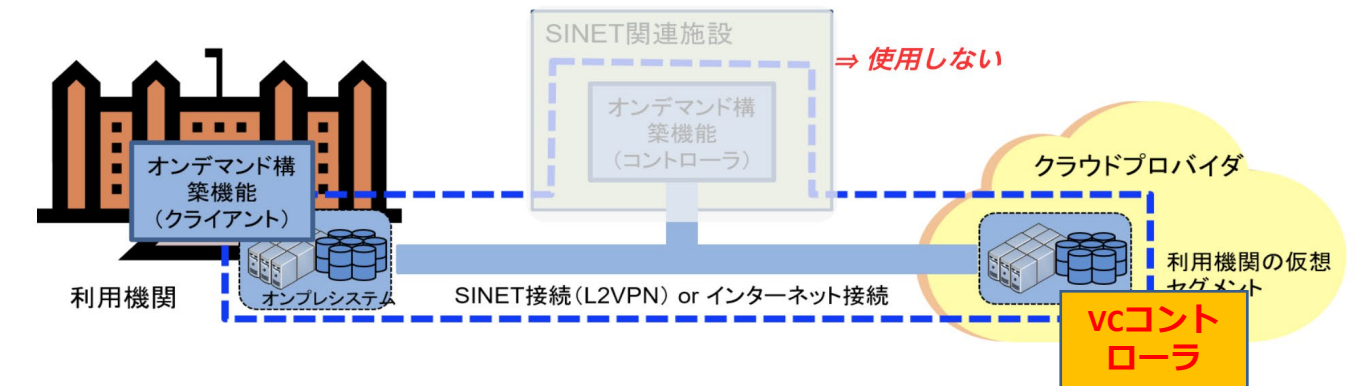 SINET関連施設
⇒ 使用しない
オンデマンド構
築機能
(コントローラ)
オンデマンド構
築機能
(クライアント)
クラウドプロバイダ
利用機関
オンプレシステム
SINET接続(L2VPN) or インターネット接続
利用機関の仮想
セグメント
VCコント
ローラ